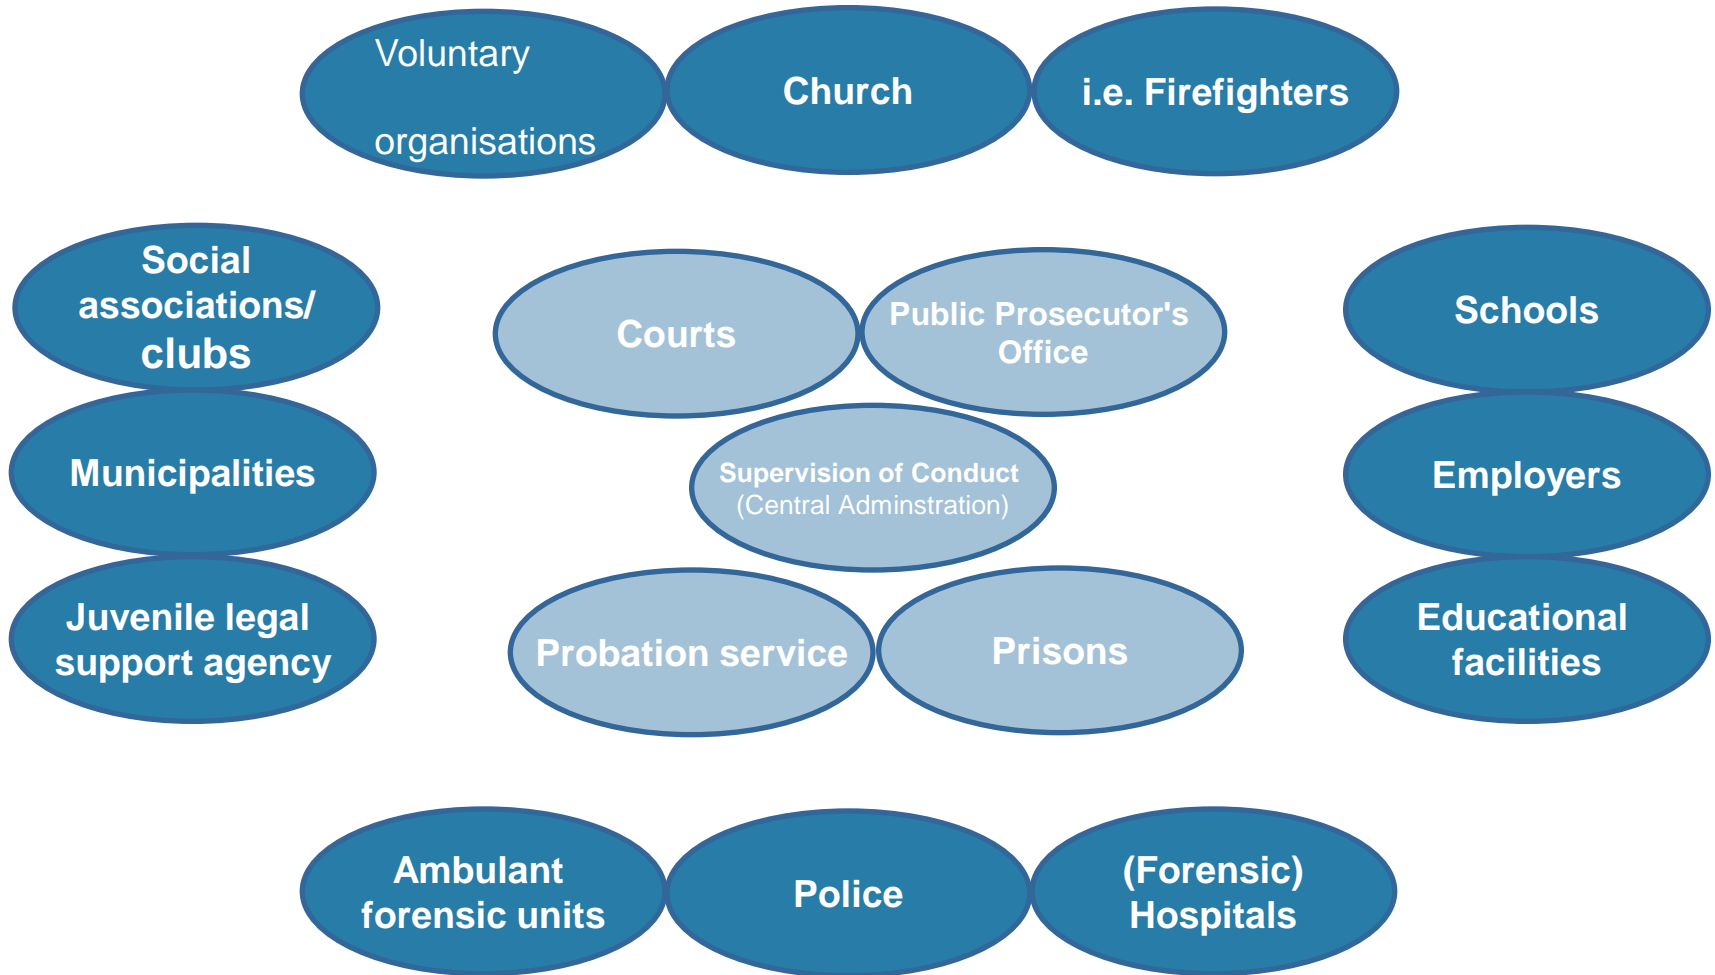 Voluntary
organisations
Church
i.e. Firefighters
Social
associations/
clubs
Courts
Public Prosecutor's
Office
Schools
Municipalities
Supervision of Conduct
(Central Adminstration)
Employers
Juvenile legal
support agency
Probation service
Prisons
Educational
facilities
Ambulant
forensic units
Police
(Forensic)
Hospitals